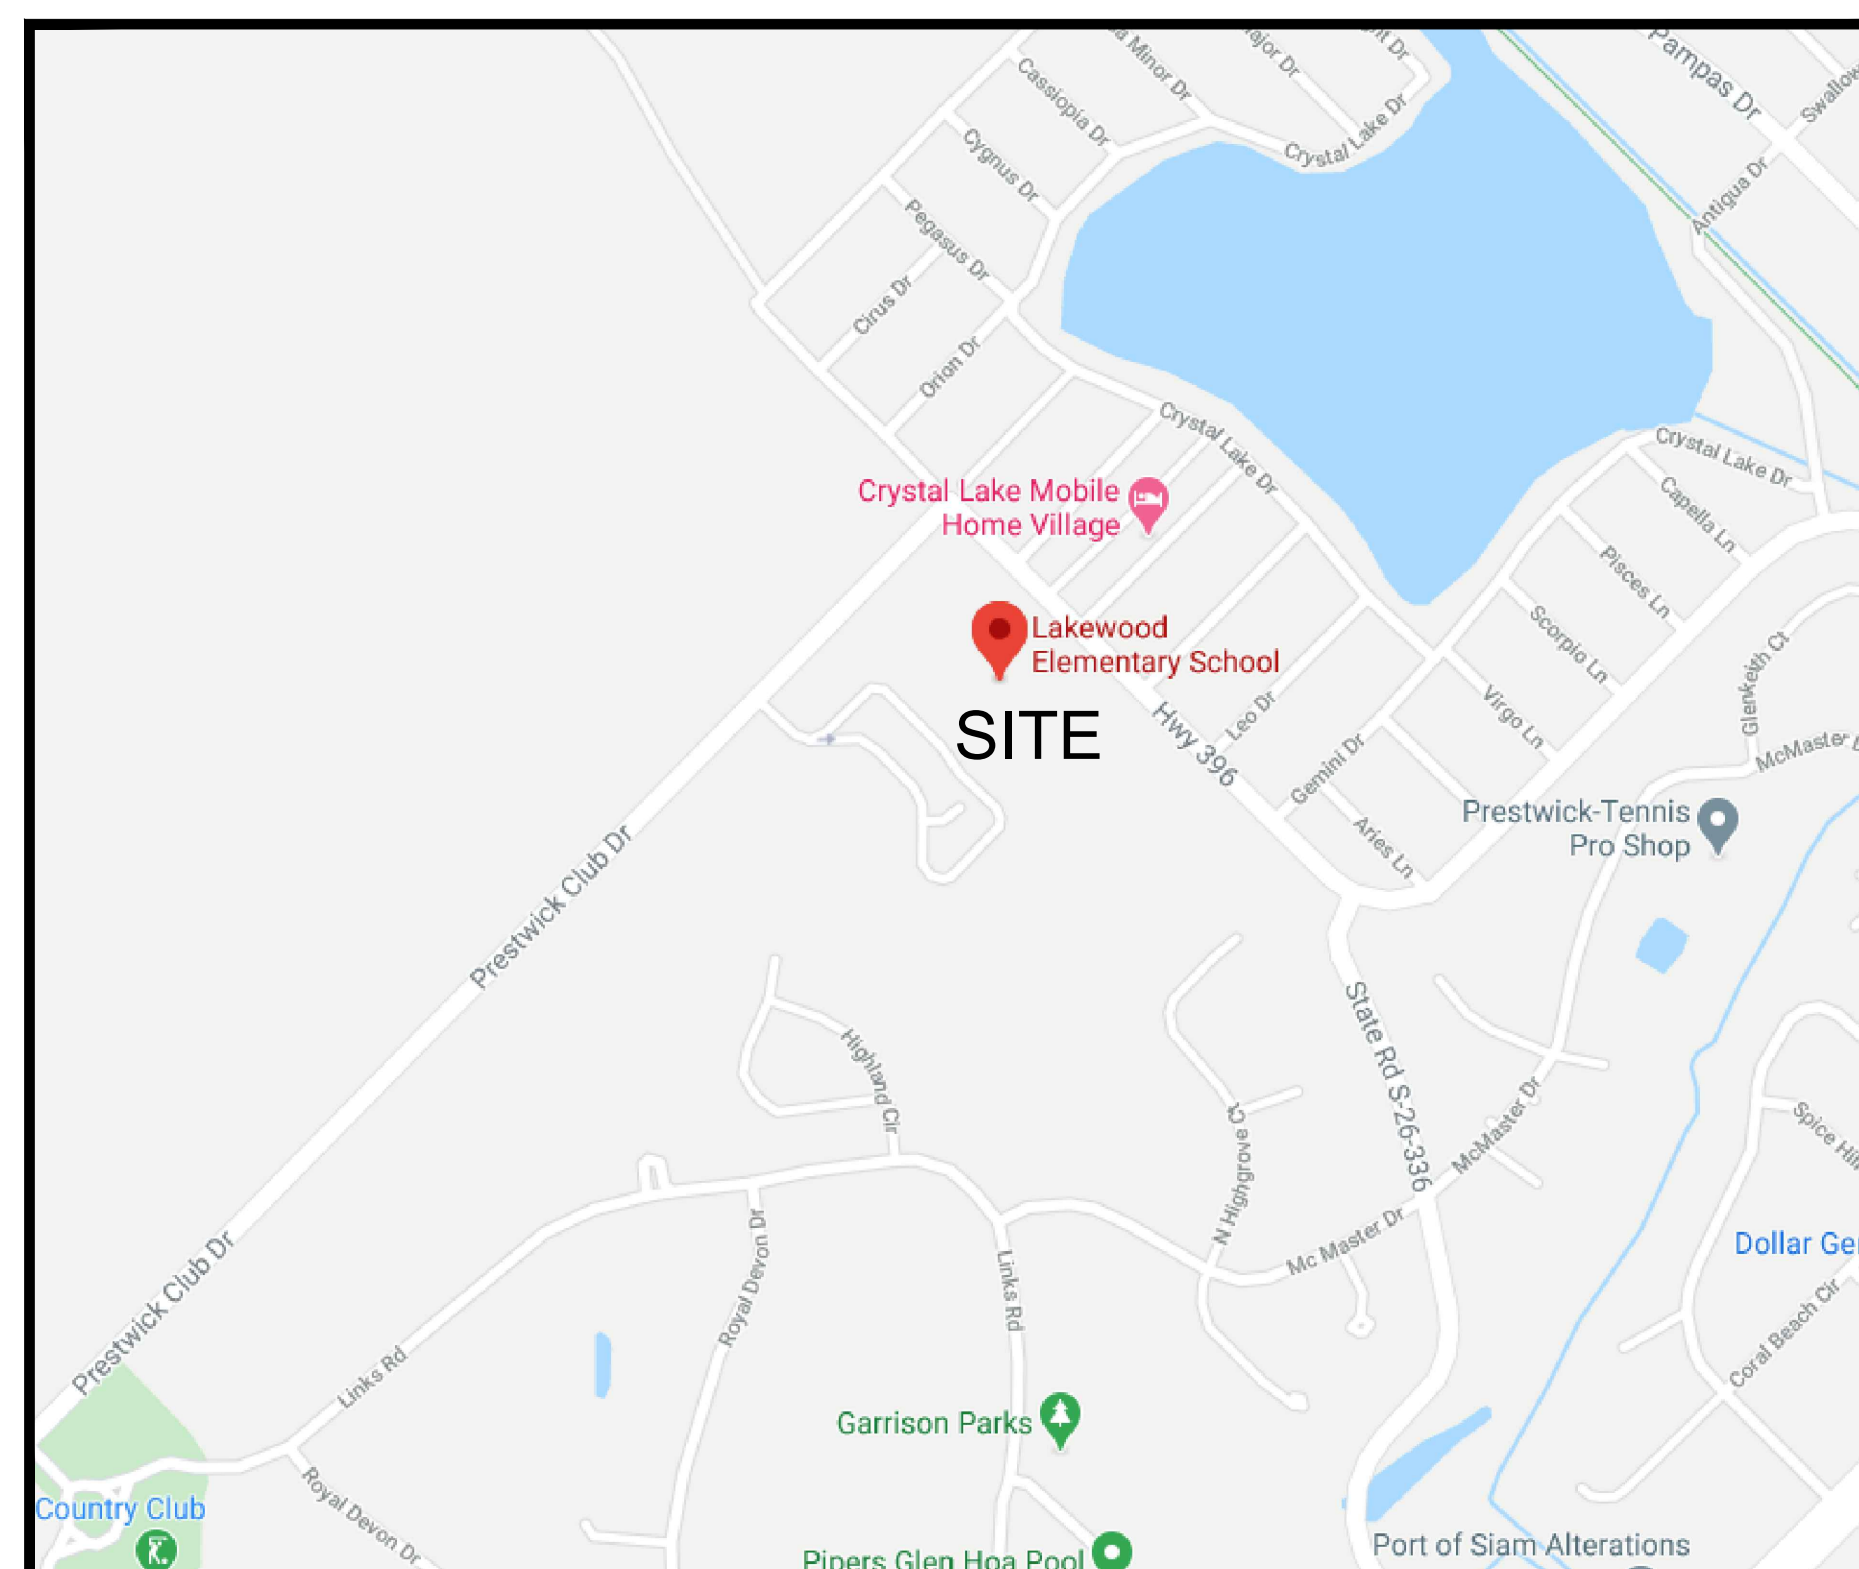 Minor Dr
Major Dr
Dr
Pampas Dr
Cassiopia Dr
Crystal Lake Dr
Cygnus Dr
Antigua Dr
Pegasus Dr
Cirus Dr
Orion Dr
Crystal Lake Dr
Crystal Lake Dr
Crystal Lake Mobile
Home Village
Capella Ln
Pisces Ln
Lakewood
Elementary School
SITE
Scorpio Ln
Glenkeith Ct
Leo Dr
Virgo Ln
Hwy 396
Gemini Dr
McMaster
Prestwick-Tennis
Pro Shop
Aries Ln
Prestwick Club Dr
State Rd S-26-336
Highland Cir
N Highgrove Ct
McMaster Dr
Mc Master Dr
Royal Devon Dr
Links Rd
Dollar Ge
Prestwick Club Dr
Coral Beach Cir
Links Rd
Garrison Parks
Country Club
Royal Devon Dr
Pipers Glen Hoa Pool
Port of Siam Alterations